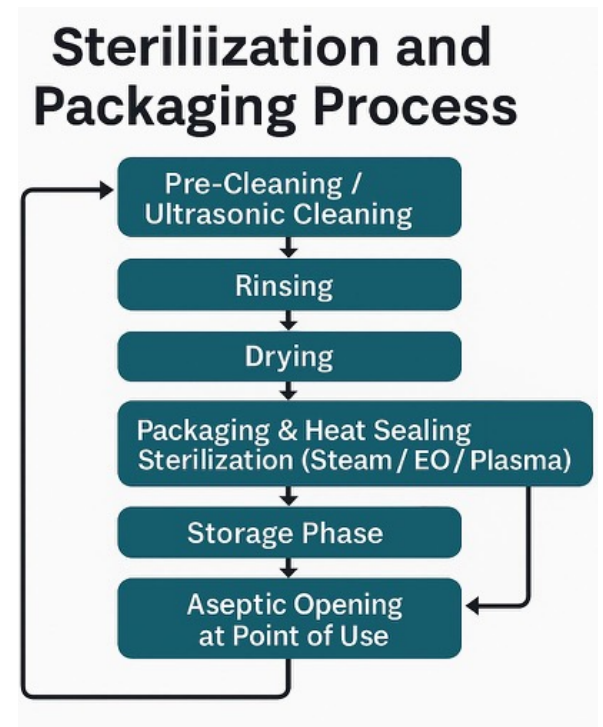 Steriliization and
Packaging Process
Pre-Cleaning /
Ultrasonic Cleaning
Rinsing
Drying
Packaging & Heat Sealing
Sterilization (Steam / EO / Plasma)
Storage Phase
Aseptic Opening
at Point of Use